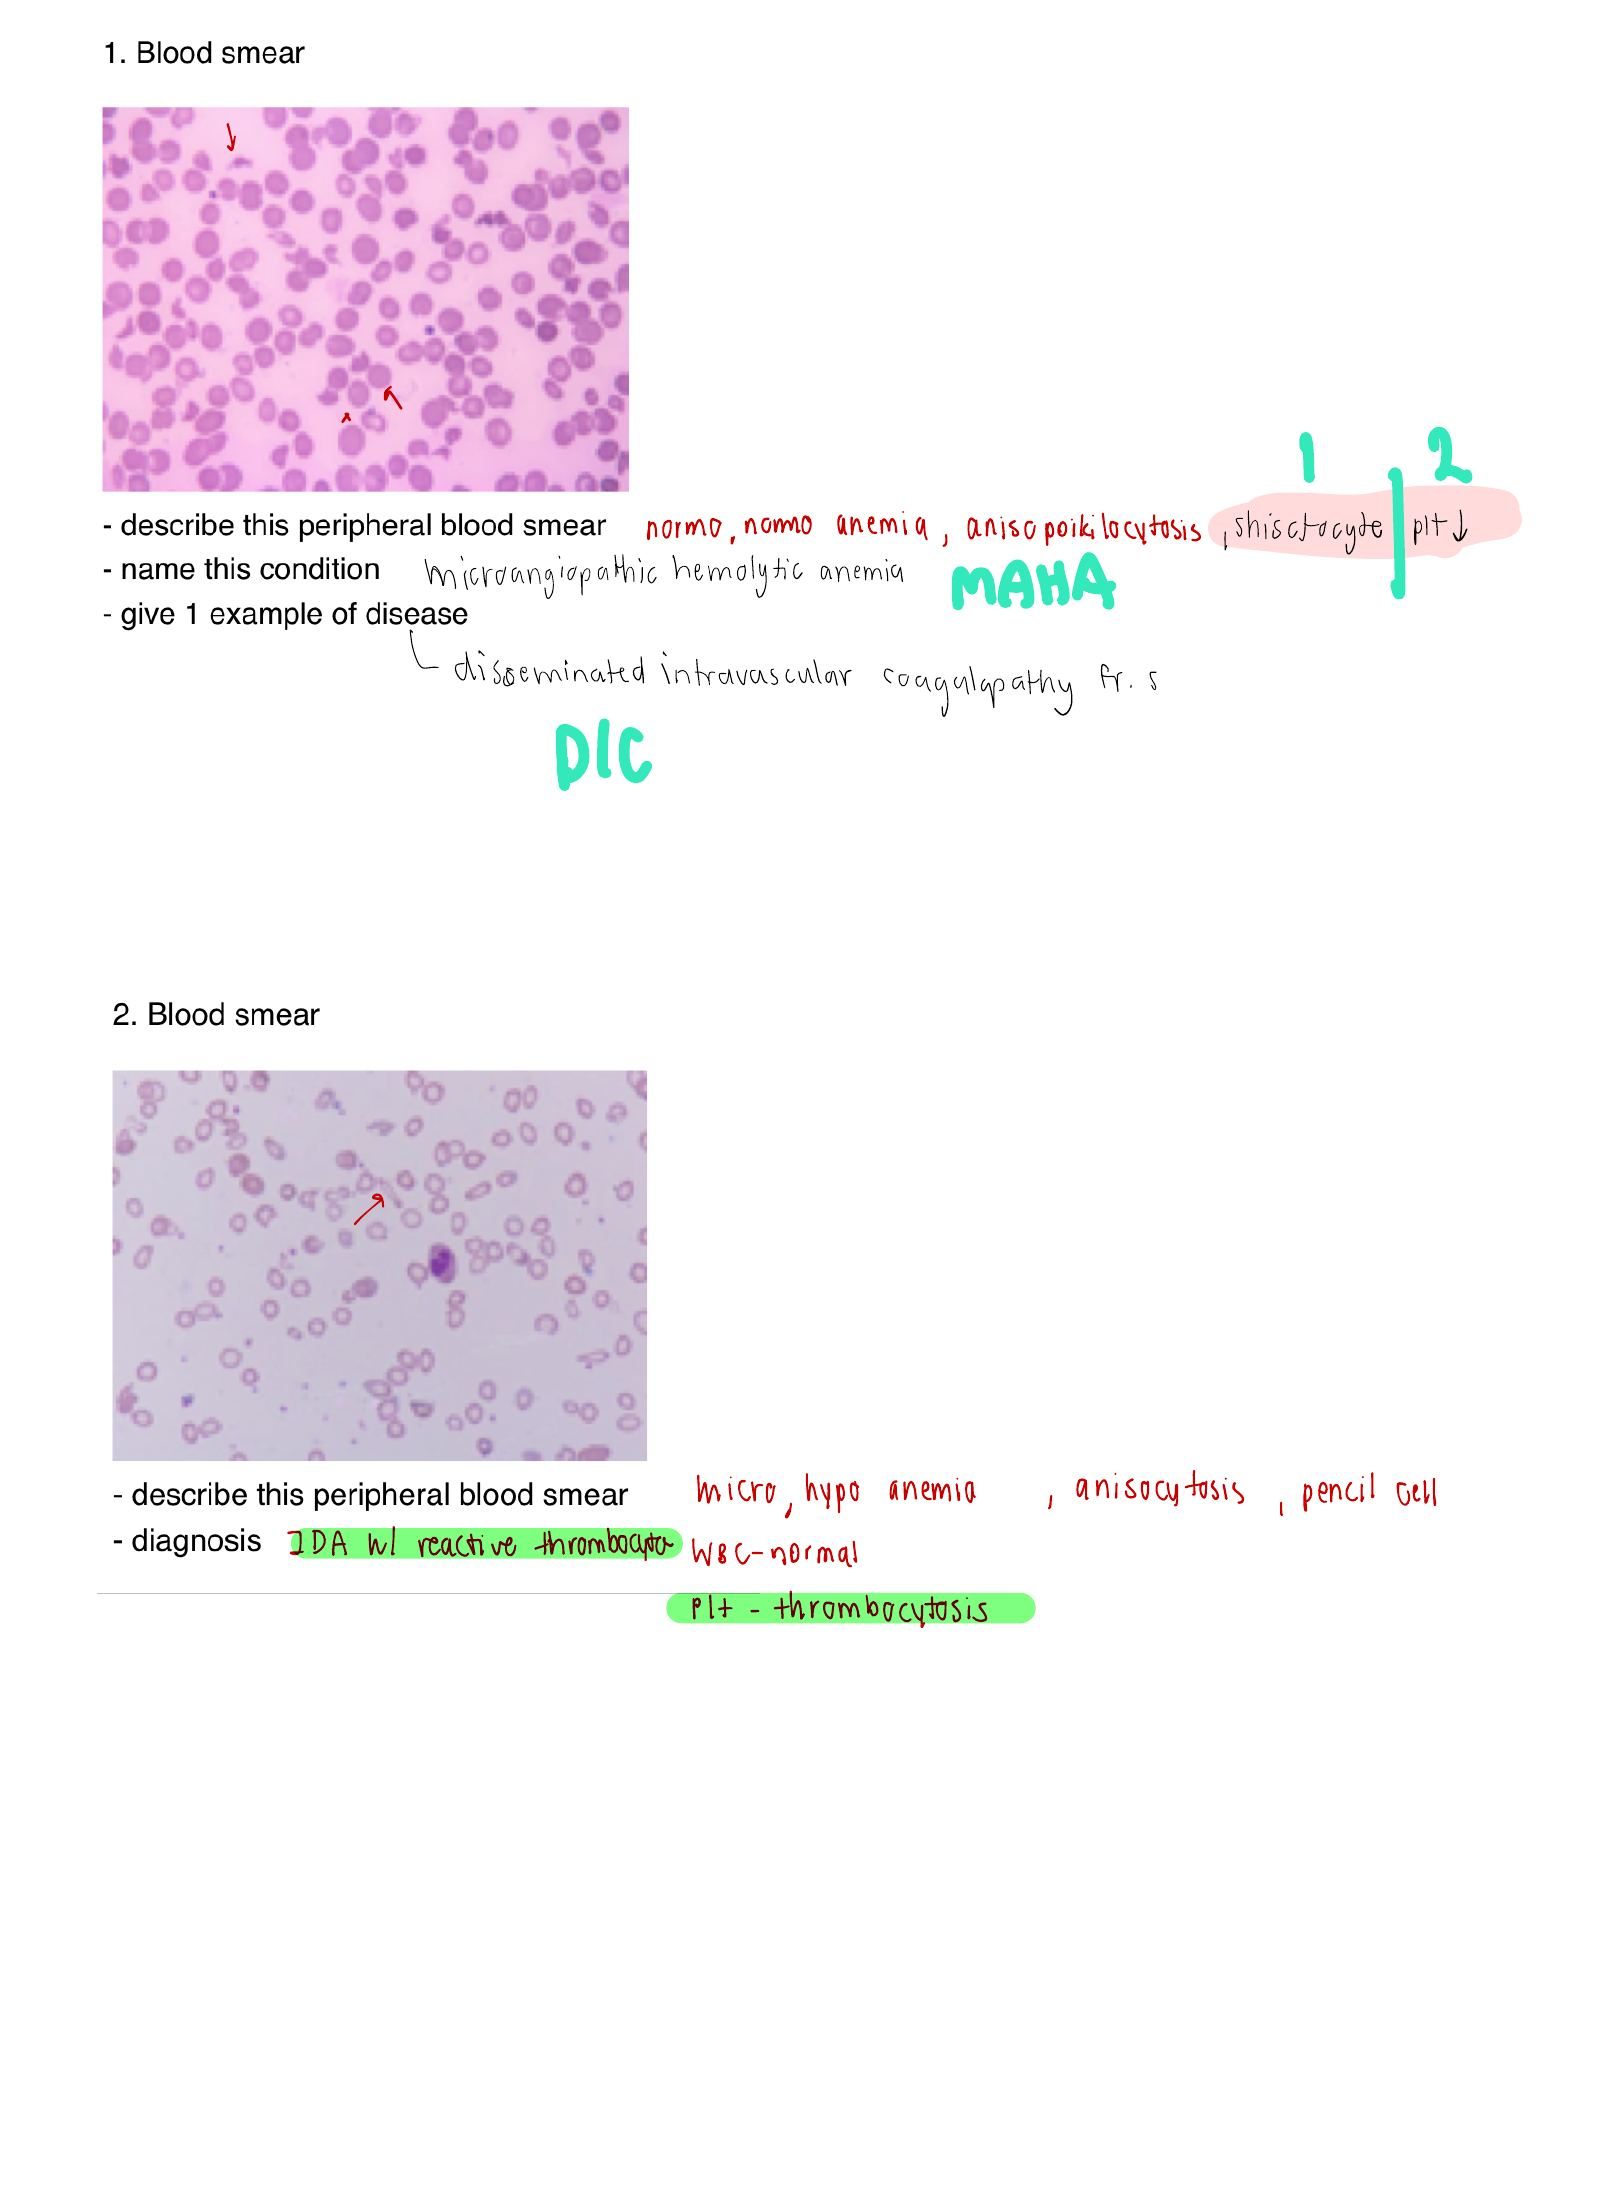 1. Blood smear
1 2
- describe this peripheral blood smear normo, nomo anemia, anisopoikilocytosis, shisctocyte plt↓
- name this condition microangiopathic hemolytic anemia MAHA
- give 1 example of disease
disseminated intravascular coagulopathy fr. s
DIC
2. Blood smear
- describe this peripheral blood smear micro, hypo anemia, anisocytosis, pencil cell
- diagnosis IDA w/ reactive thrombocyto WBC-normal
Plt - thrombocytosis